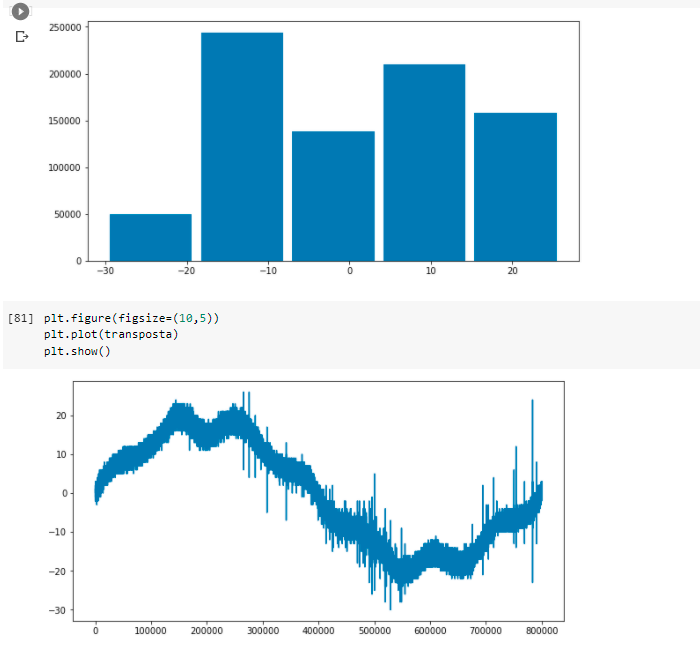 250000
200000
150000
100000
50000
0
−30 −20 −10 0 10 20
[81] plt.figure(figsize=(10,5))
plt.plot(transposta)
plt.show()
20
10
0
−10
−20
−30
0 100000 200000 300000 400000 500000 600000 700000 800000